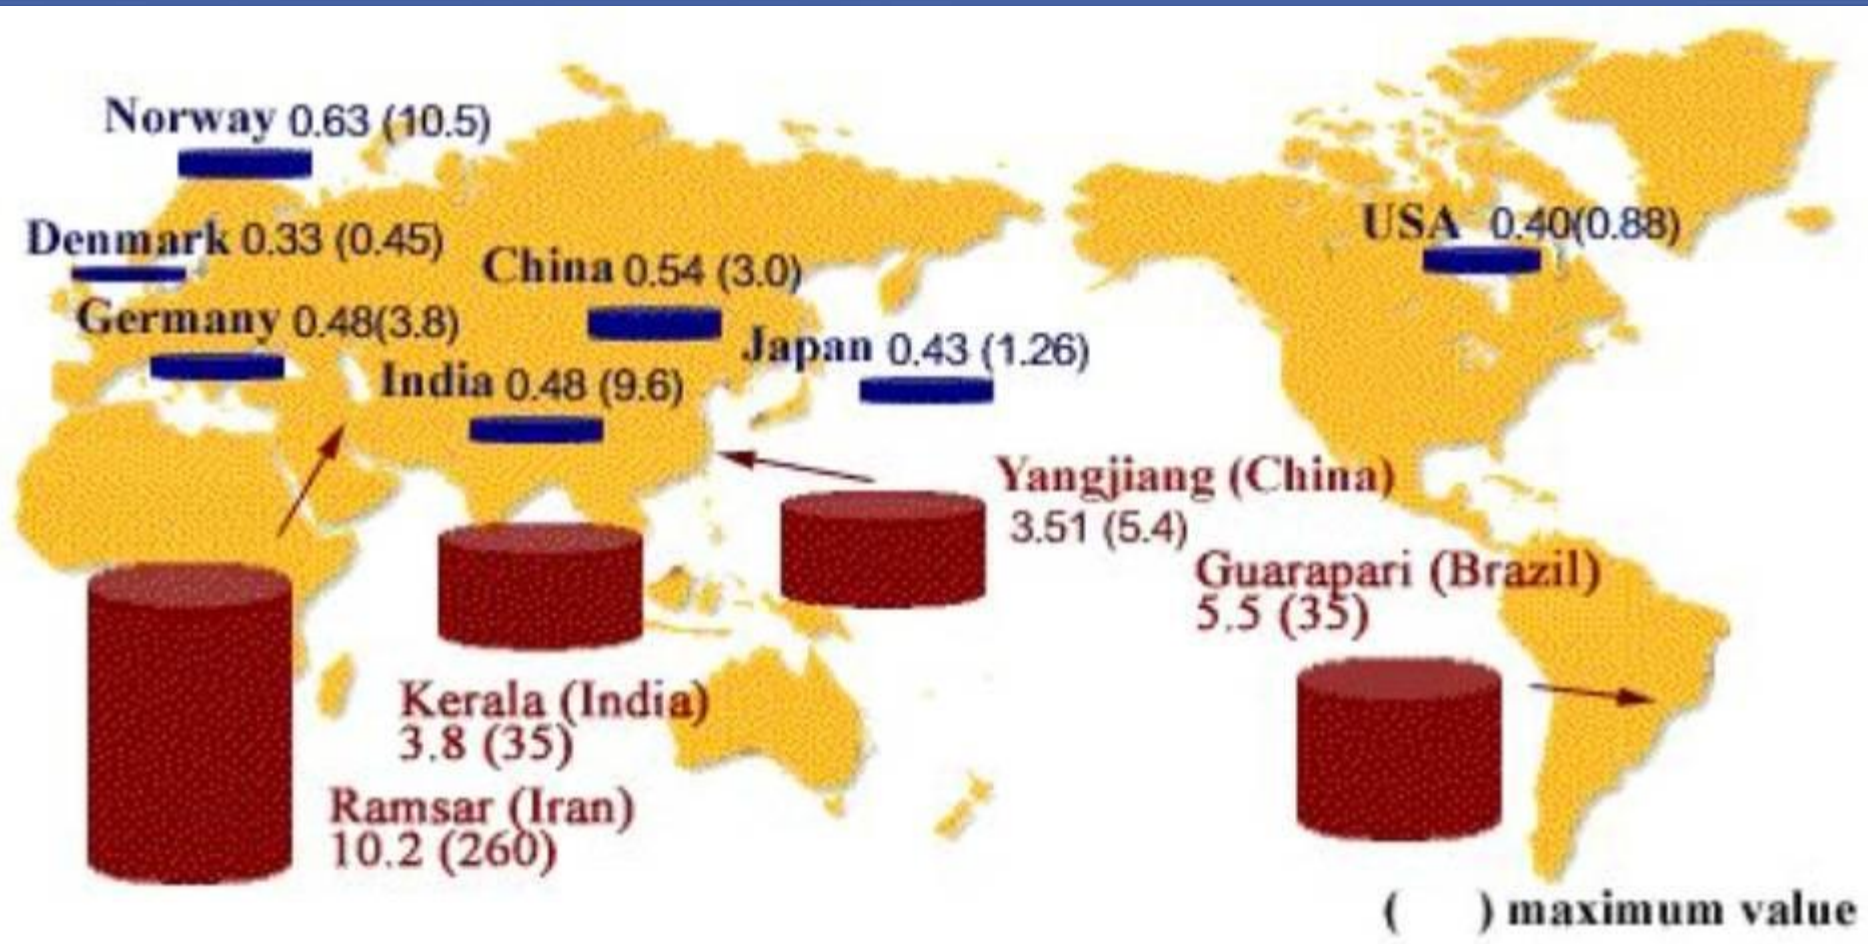 Norway 0.63 (10.5)
Denmark 0.33 (0.45)
USA 0.40(0.88)
China 0.54 (3.0)
Germany 0.48(3.8)
Japan 0.43 (1.26)
India 0.48 (9.6)
Yangjiang (China)
3.51 (5.4)
Guarapari (Brazil)
5.5 (35)
Kerala (India)
3.8 (35)
Ramsar (Iran)
10.2 (260)
( ) maximum value